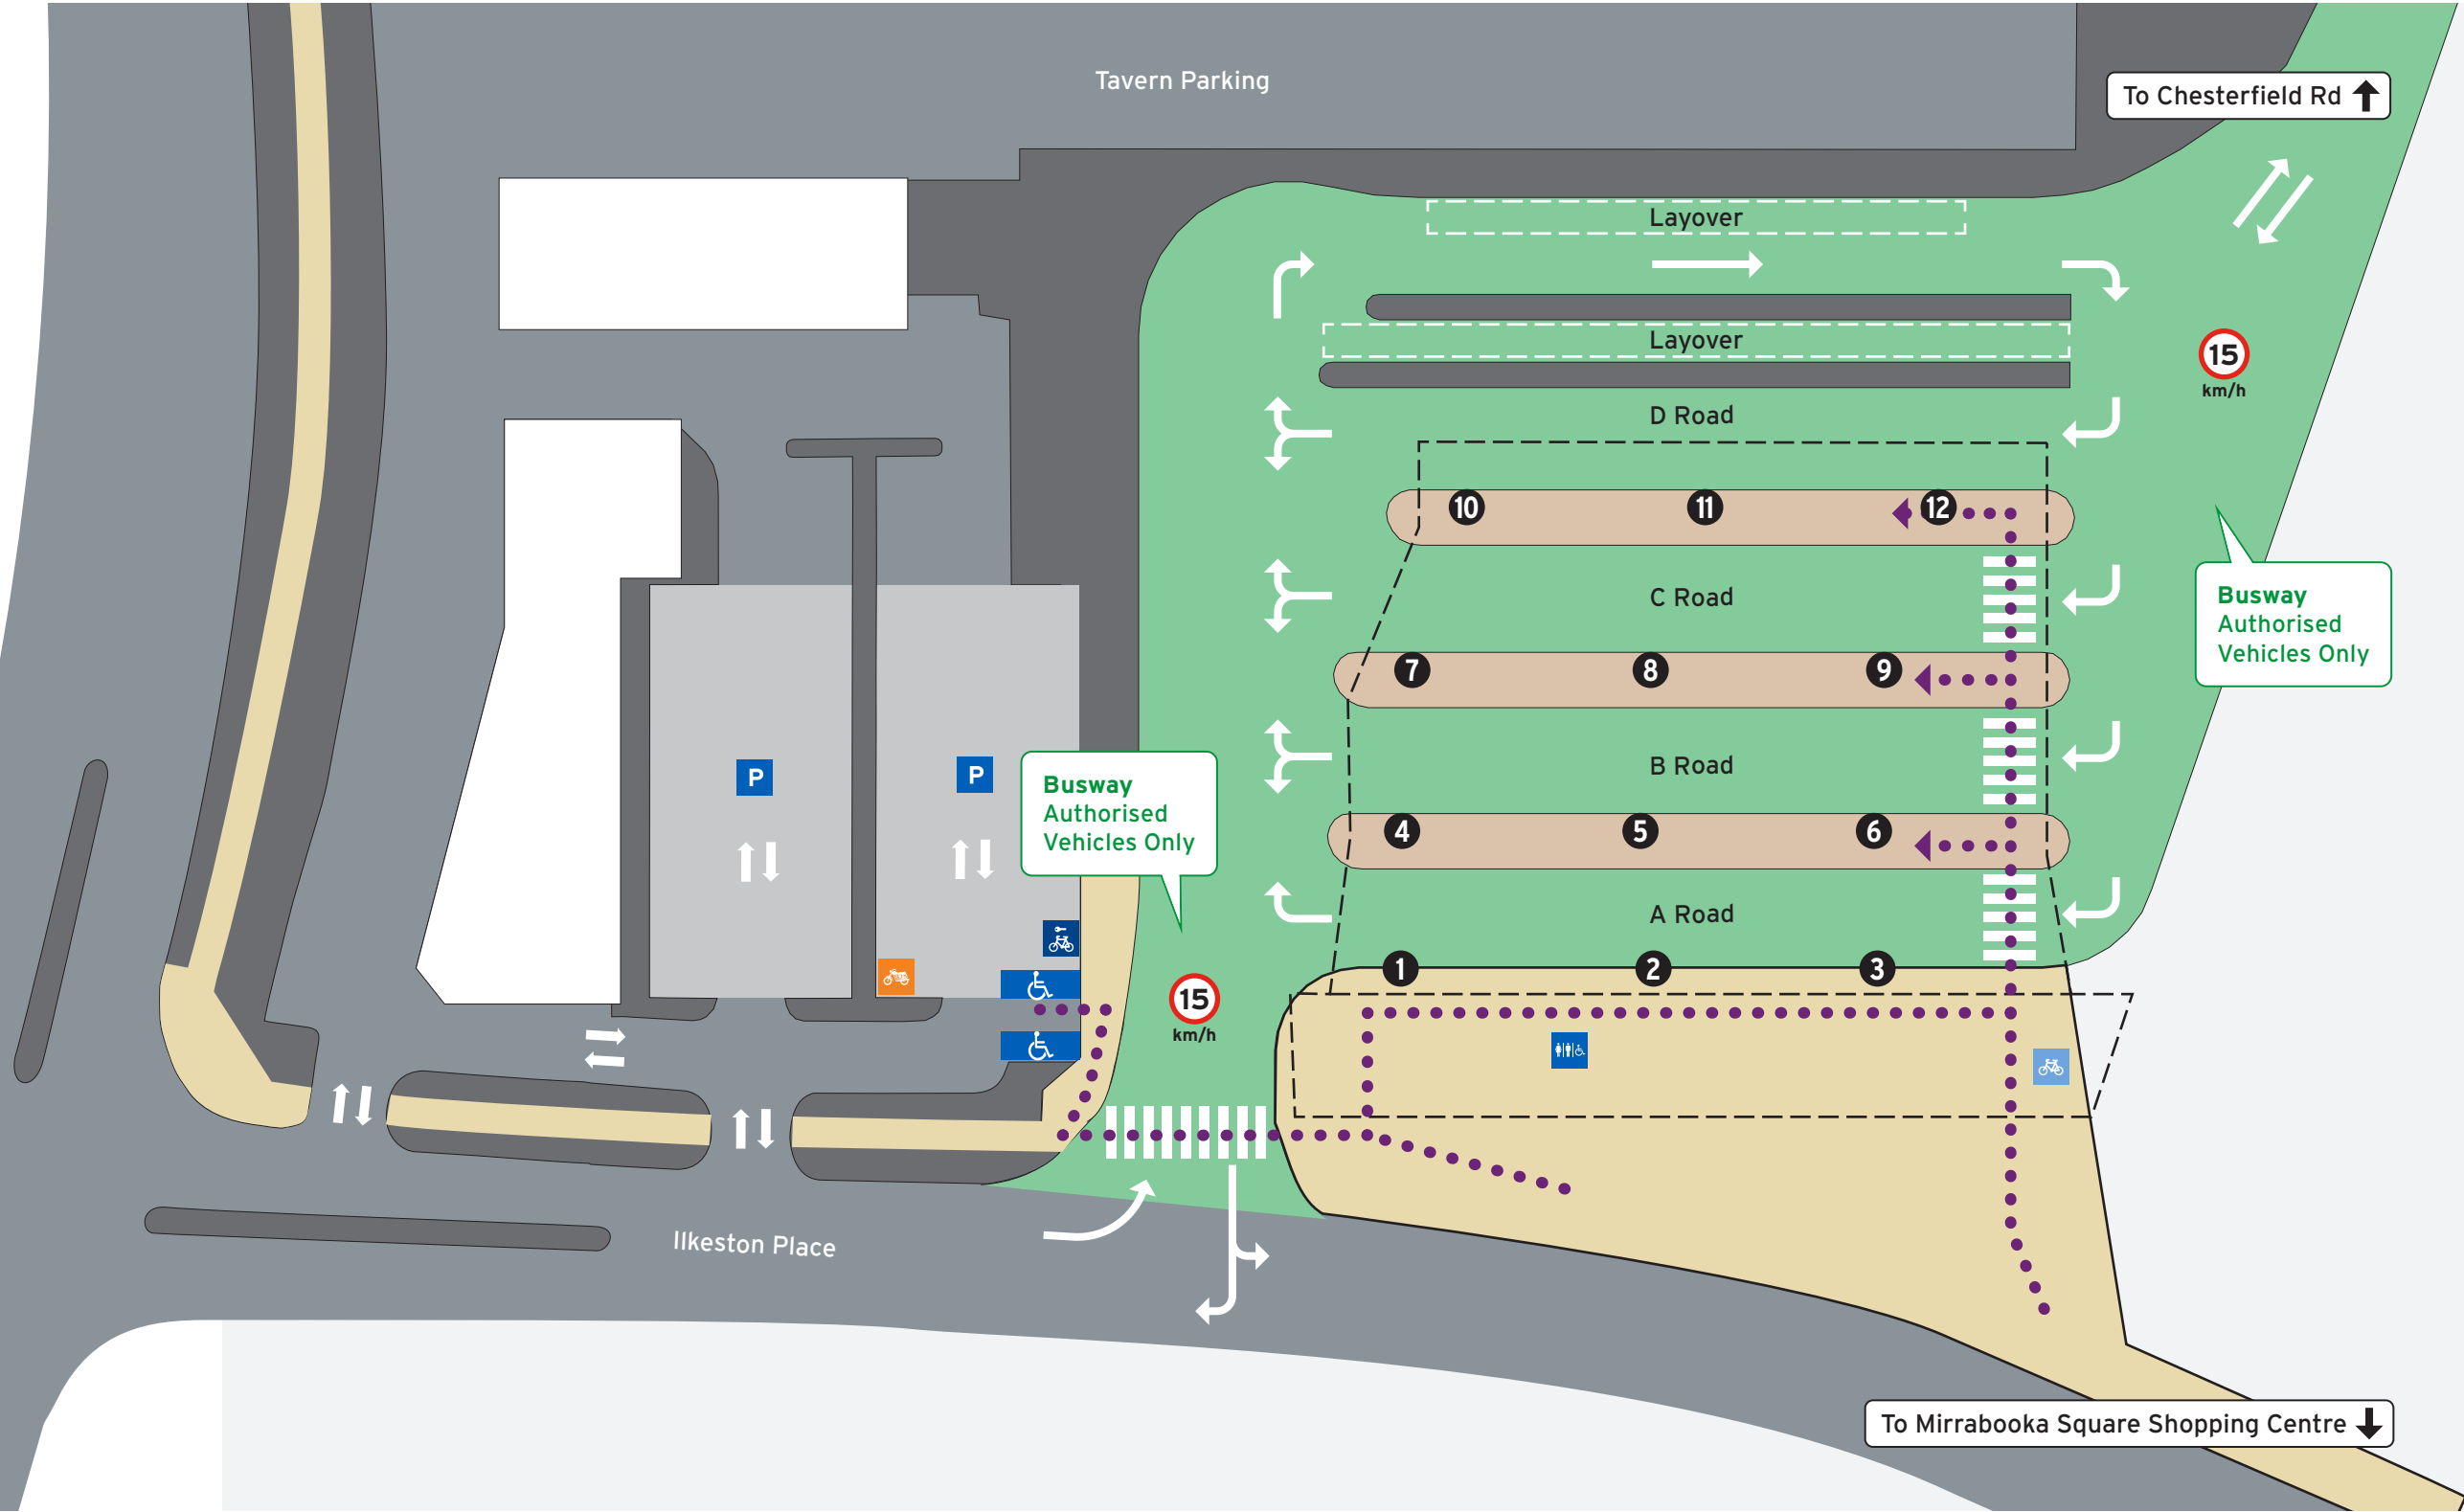 Tavern Parking
To Chesterfield Rd
Layover
Layover
15
km/h
D Road
10 11 12
C Road
Busway
Authorised
Vehicles Only
7 8 9
B Road
P P
Busway
Authorised
Vehicles Only
4 5 6
A Road
1 2 3
15
km/h
Ilkeston Place
To Mirrabooka Square Shopping Centre